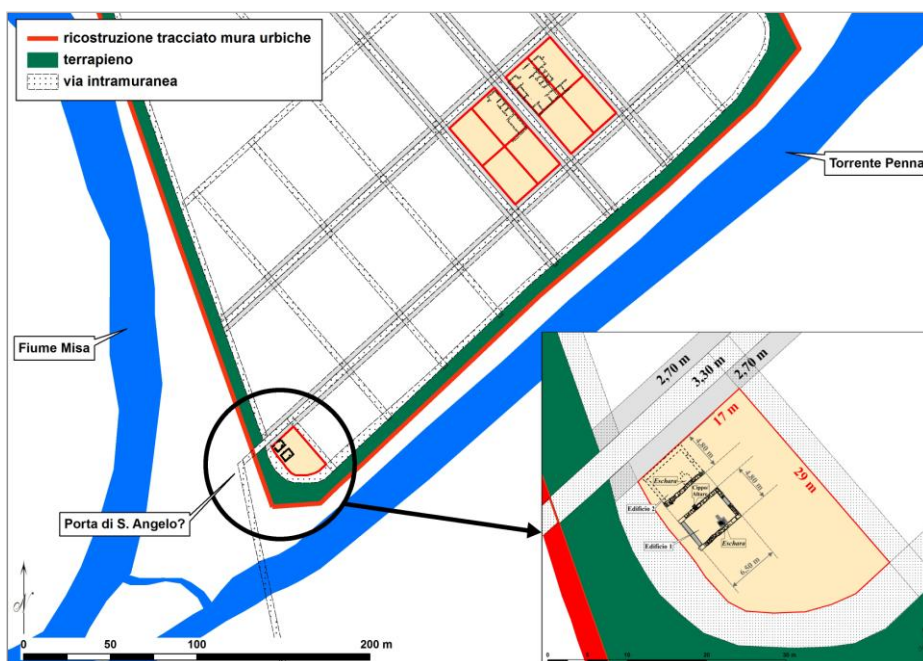 ricostruzione tracciato mura urbiche
terrapieno
via intramuranea
Torrente Penna
Fiume Misa
Porta di S. Angelo?
N
0 50 100 200 m
2,70 m
3,30 m
2,70 m
17 m
29 m
4,80 m
4,80 m
Eschara
Cippo/
Altare
Edificio 2
Edificio 1
Eschara
6,50 m